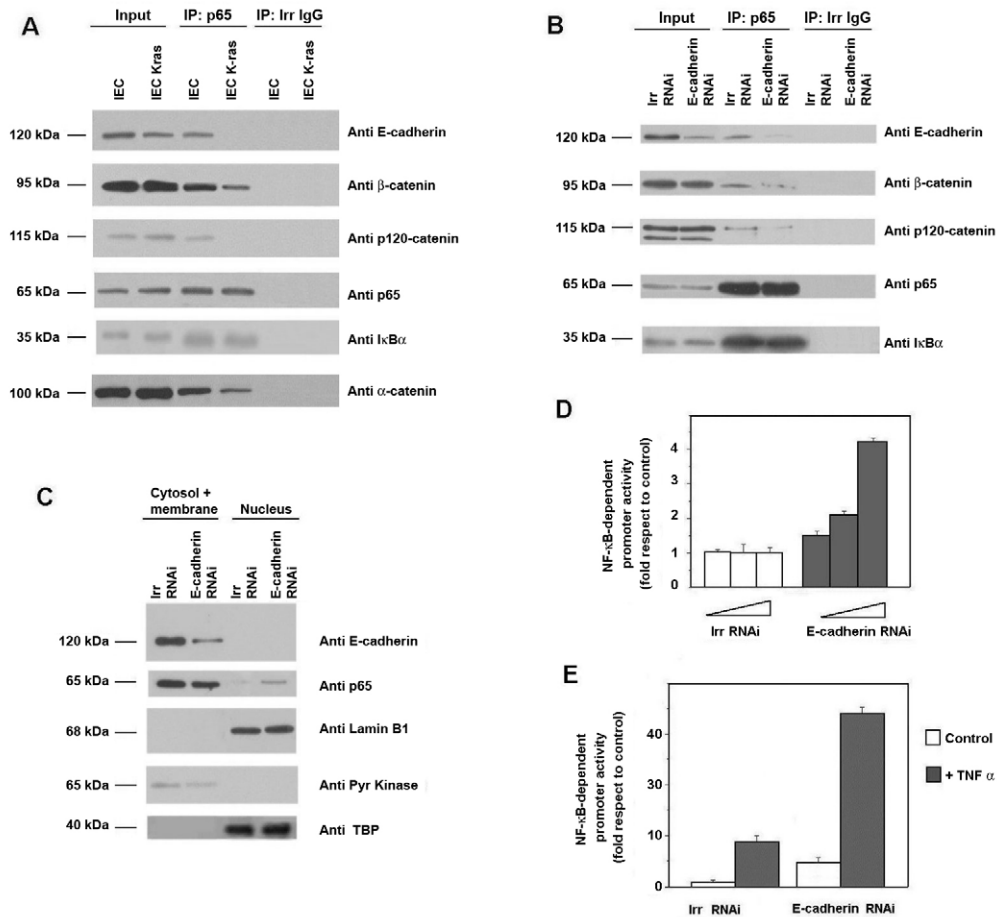 A
Input
IP: p65
IP: Irr IgG
IEC
IEC Kras
IEC
IEC K-ras
IEC
IEC K-ras
120 kDa
Anti E-cadherin
95 kDa
Anti β-catenin
115 kDa
Anti p120-catenin
65 kDa
Anti p65
35 kDa
Anti IκBα
100 kDa
Anti α-catenin
B
Input
IP: p65
IP: Irr IgG
Irr RNAi
E-cadherin RNAi
Irr RNAi
E-cadherin RNAi
Irr RNAi
E-cadherin RNAi
120
Anti E-cadherin
95
Anti β-catenin
115
Anti p120-catenin
65
Anti p65
35
Anti IκBα
C
Cytosol +
membrane
Nucleus
Irr RNAi
E-cadherin RNAi
Irr RNAi
E-cadherin RNAi
120 kDa
Anti E-cadherin
65 kDa
Anti p65
68 kDa
Anti Lamin B1
65 kDa
Anti Pyr Kinase
40 kDa
Anti TBP
D
NF-κB-dependent
promoter activity
(fold respect to control)
4
3
2
1
0
Irr RNAi
E-cadherin RNAi
E
NF-κB-dependent
promoter activity
(fold respect to control)
40
30
10
0
Irr RNAi
E-cadherin RNAi
Control
+ TNF α